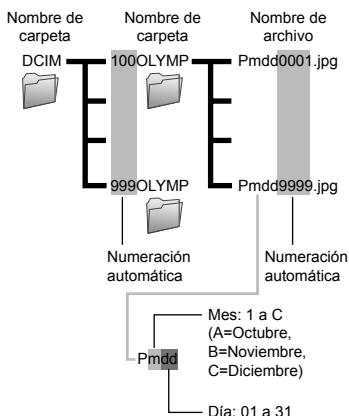 Nombre de
carpeta
Nombre de
carpeta
Nombre de
archivo
DCIM
100OLYMP
Pmdd0001.jpg
999OLYMP
Pmdd9999.jpg
Numeración
automática
Numeración
automática
Mes: 1 a C
(A=Octubre,
B=Noviembre,
C=Diciembre)
Pmdd
Día: 01 a 31